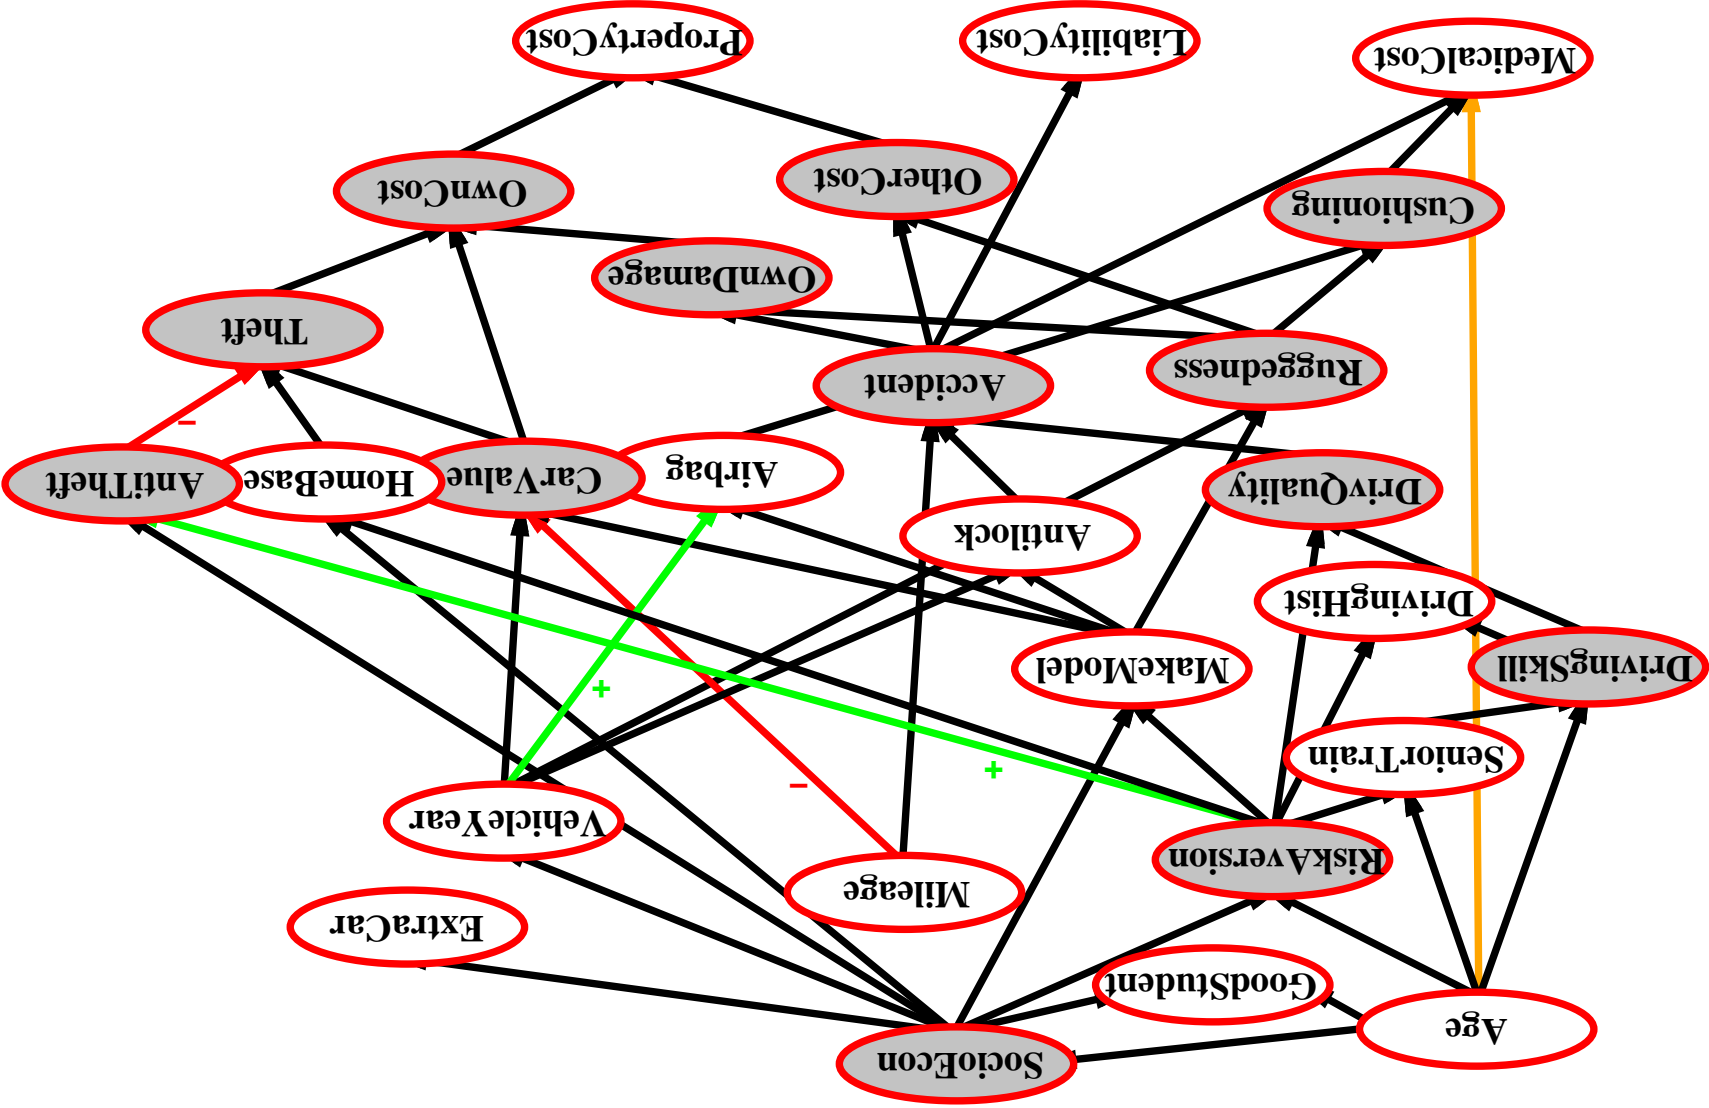 Age
SocioEcon
GoodStudent
ExtraCar
Mileage
RiskAversion
VehicleYear
−
+
SeniorTrain
+
DrivingSkill
MakeModel
DrivingHist
Antilock
DrivQuality
Airbag
CarValue
HomeBase
AntiTheft
−
Ruggedness
Accident
Theft
OwnDamage
Cushioning
OtherCost
OwnCost
MedicalCost
LiabilityCost
PropertyCost